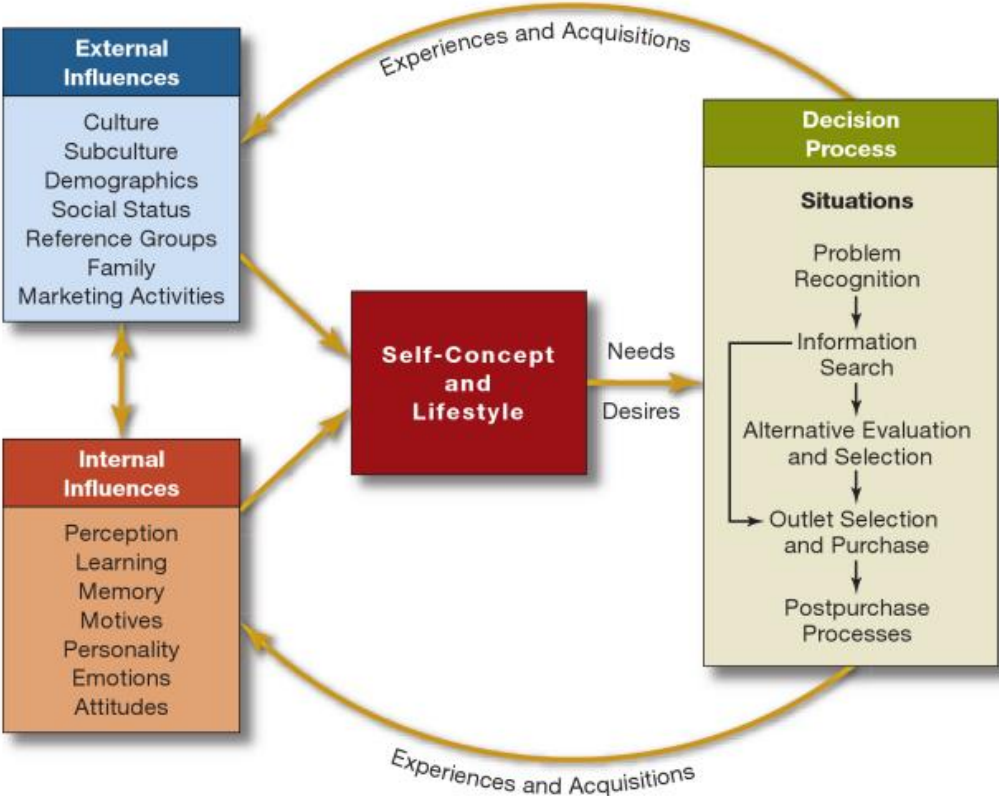 External
Influences
Culture
Subculture
Demographics
Social Status
Reference Groups
Family
Marketing Activities
Internal
Influences
Perception
Learning
Memory
Motives
Personality
Emotions
Attitudes
Experiences and Acquisitions
Self-Concept
and
Lifestyle
Needs
Desires
Decision
Process
Situations
Problem
Recognition
Information
Search
Alternative Evaluation
and Selection
Outlet Selection
and Purchase
Postpurchase
Processes
Experiences and Acquisitions